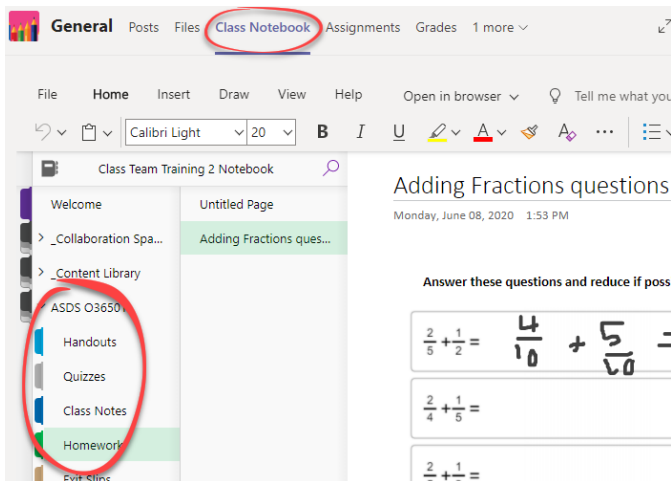 General Posts Files Class Notebook Assignments Grades 1 more
File Home Insert Draw View Help Open in browser Tell me what you
Calibri Light 20 B I U A A ...
Class Team Training 2 Notebook
Welcome
_Collaboration Spa...
_Content Library
ASDS O3650
Handouts
Quizzes
Class Notes
Homework
Exit Slips
Untitled Page
Adding Fractions ques...
Adding Fractions questions
Monday, June 08, 2020 1:53 PM
Answer these questions and reduce if poss
2/5 + 1/2 = 4/10 + 5/10 =
2/4 + 1/5 =